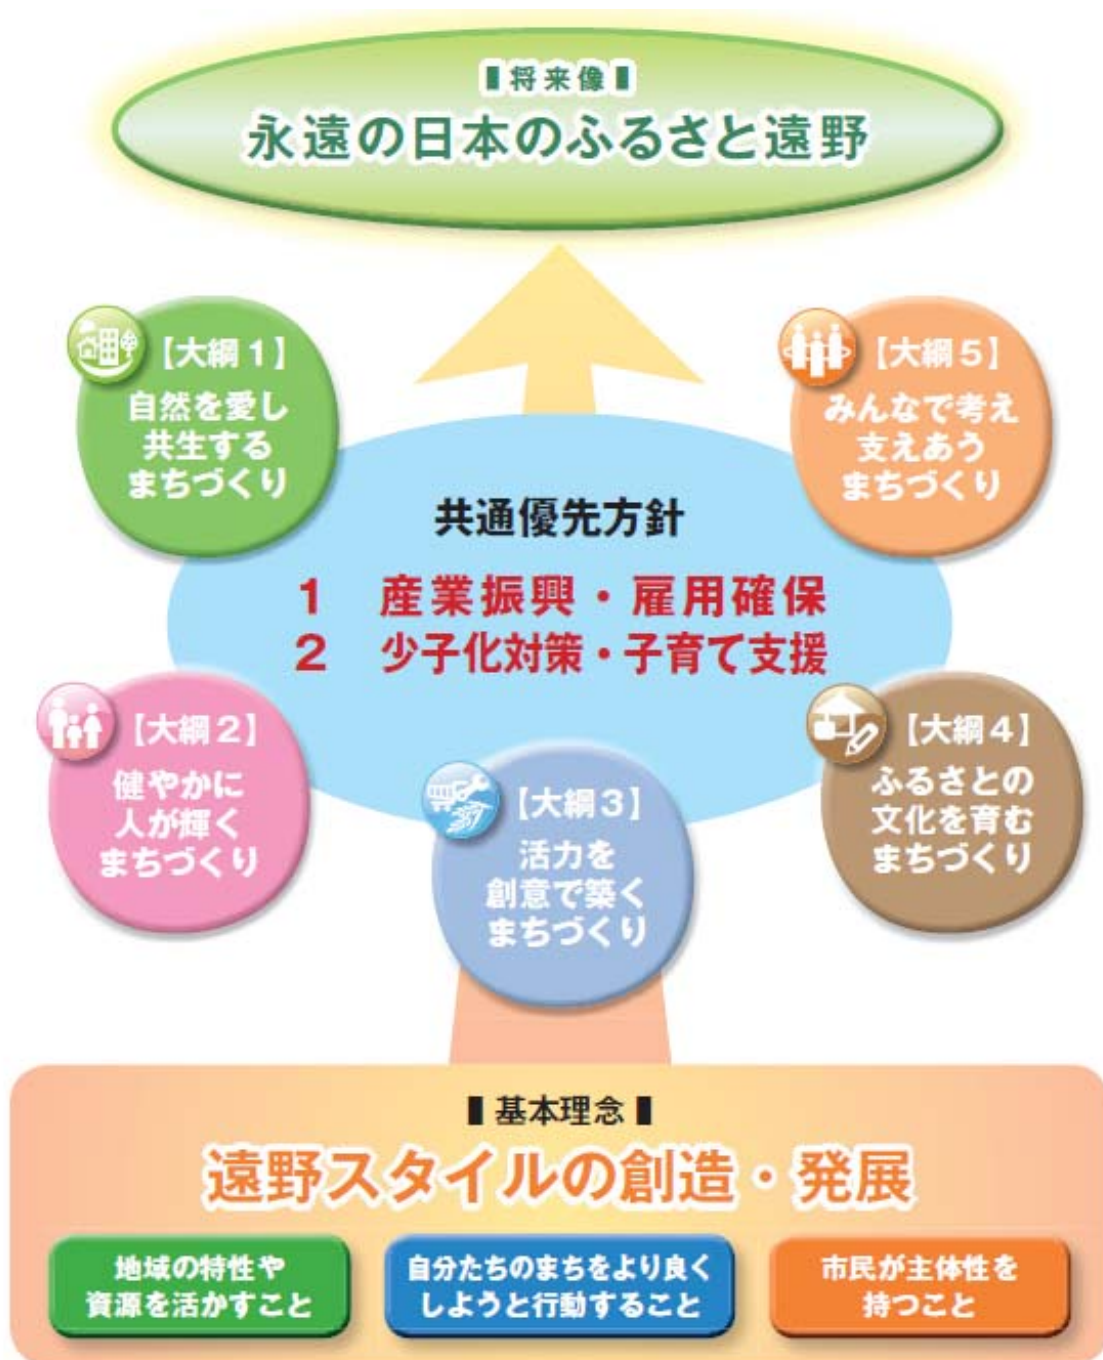 ▮将来像▮
永遠の日本のふるさと遠野
【大綱1】
自然を愛し
共生する
まちづくり
【大綱5】
みんなで考え
支えあう
まちづくり
共通優先方針
1 産業振興・雇用確保
2 少子化対策・子育て支援
【大綱2】
健やかに
人が輝く
まちづくり
【大綱3】
活力を
創意で築く
まちづくり
【大綱4】
ふるさとの
文化を育む
まちづくり
▮基本理念▮
遠野スタイルの創造・発展
地域の特性や
資源を活かすこと
自分たちのまちをより良く
しようと行動すること
市民が主体性を
持つこと